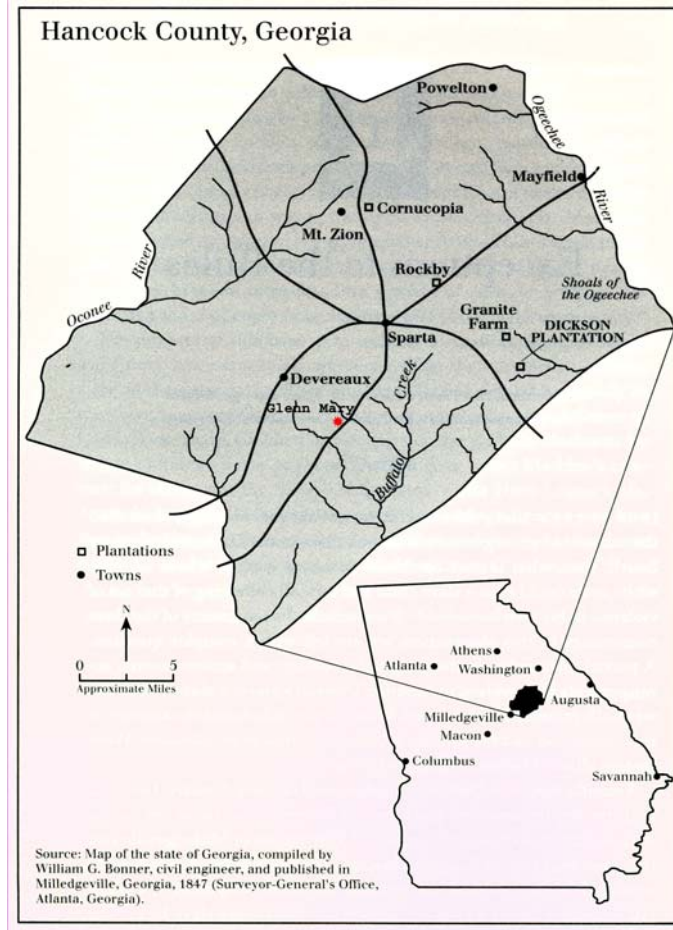 Hancock County, Georgia
Powelton
Ogeechee
River
Mayfield
Cornucopia
Mt. Zion
River
Oconee
Rockby
Shoals
of the Ogeechee
Granite
Farm
DICKSON
PLANTATION
Sparta
Devereaux
Creek
Glenn Mary
Buffalo
Plantations
Towns
N
0 5
Approximate Miles
Athens
Atlanta
Washington
Augusta
Milledgeville
Macon
Columbus
Savannah
Source: Map of the state of Georgia, compiled by
William G. Bonner, civil engineer, and published in
Milledgeville, Georgia, 1847 (Surveyor-General's Office,
Atlanta, Georgia).